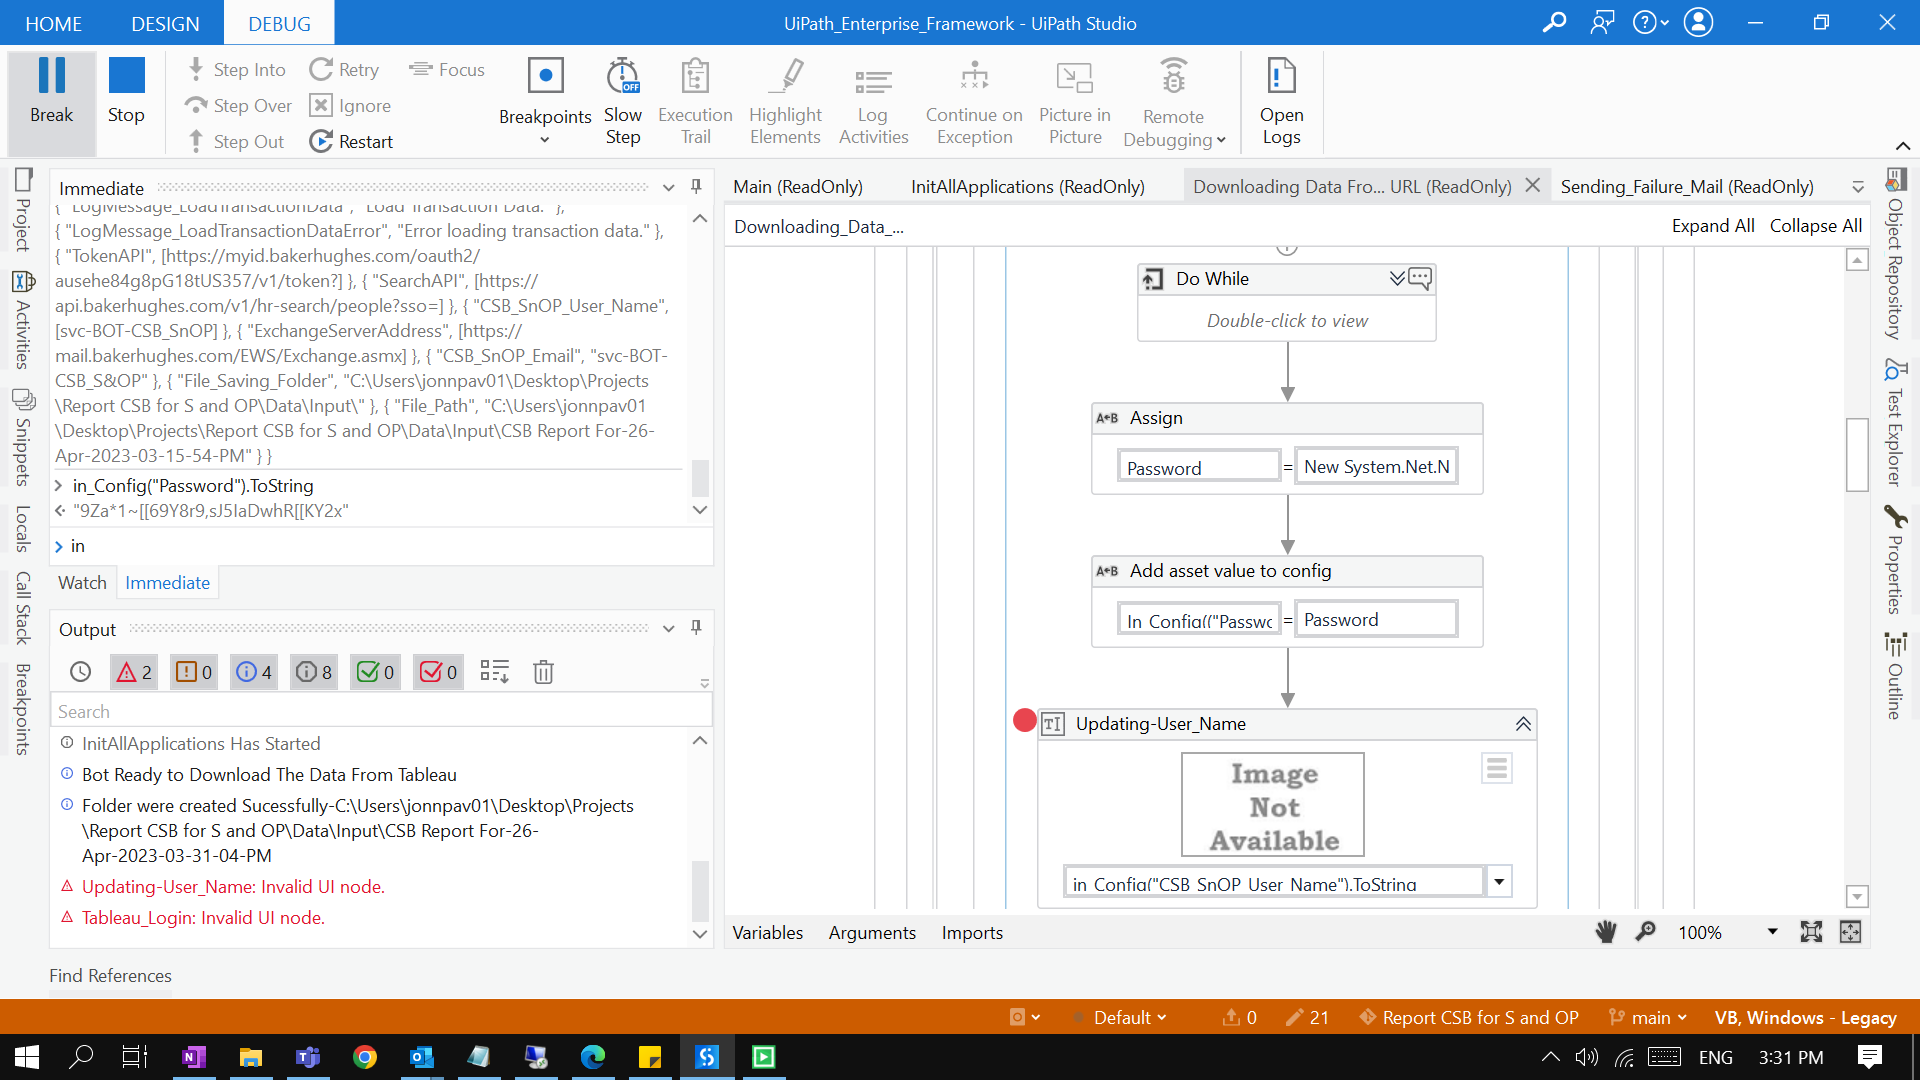 HOME DESIGN DEBUG
UiPath_Enterprise_Framework - UiPath Studio
Break
Stop
Step Into
Step Over
Step Out
Retry
Ignore
Restart
Focus
Breakpoints
Slow
Step
Execution
Trail
Highlight
Elements
Log
Activities
Continue on
Exception
Picture in
Picture
Remote
Debugging
Open
Logs
Project
Activities
Snippets
Locals
Call Stack
Breakpoints
Immediate
{ "LogMessage_LoadTransactionData", "Load Transaction Data." },
{ "LogMessage_LoadTransactionDataError", "Error loading transaction data." },
{ "TokenAPI", [https://myid.bakerhughes.com/oauth2/
ausehe84g8pG18tUS357/v1/token?] }, { "SearchAPI", [https://
api.bakerhughes.com/v1/hr-search/people?sso=] }, { "CSB_SnOP_User_Name",
[svc-BOT-CSB_SnOP] }, { "ExchangeServerAddress", [https://
mail.bakerhughes.com/EWS/Exchange.asmx] }, { "CSB_SnOP_Email", "svc-BOT-
CSB_S&OP" }, { "File_Saving_Folder", "C:\Users\jonnpav01\Desktop\Projects
\Report CSB for S and OP\Data\Input\" }, { "File_Path", "C:\Users\jonnpav01
\Desktop\Projects\Report CSB for S and OP\Data\Input\CSB Report For-26-
Apr-2023-03-15-54-PM" } }
in_Config("Password").ToString
"9Za*1~[[69Y8r9,sJ5IaDwhR[[KY2x"
in
Watch Immediate
Output
2 0 4 8 0 0
Search
InitAllApplications Has Started
Bot Ready to Download The Data From Tableau
Folder were created Sucessfully-C:\Users\jonnpav01\Desktop\Projects
\Report CSB for S and OP\Data\Input\CSB Report For-26-
Apr-2023-03-31-04-PM
Updating-User_Name: Invalid UI node.
Tableau_Login: Invalid UI node.
Find References
Main (ReadOnly) InitAllApplications (ReadOnly) Downloading Data Fro... URL (ReadOnly) Sending_Failure_Mail (ReadOnly)
Downloading_Data_... Expand All Collapse All
Do While
Double-click to view
A+B Assign
Password = New System.Net.N
A+B Add asset value to config
In_Config(("Passwc = Password
Updating-User_Name
Image
Not
Available
in_Config("CSB_SnOP_User_Name").ToString
Variables Arguments Imports
100%
Object Repository
Test Explorer
Properties
Outline
Default 0 21 Report CSB for S and OP main VB, Windows - Legacy
ENG 3:31 PM